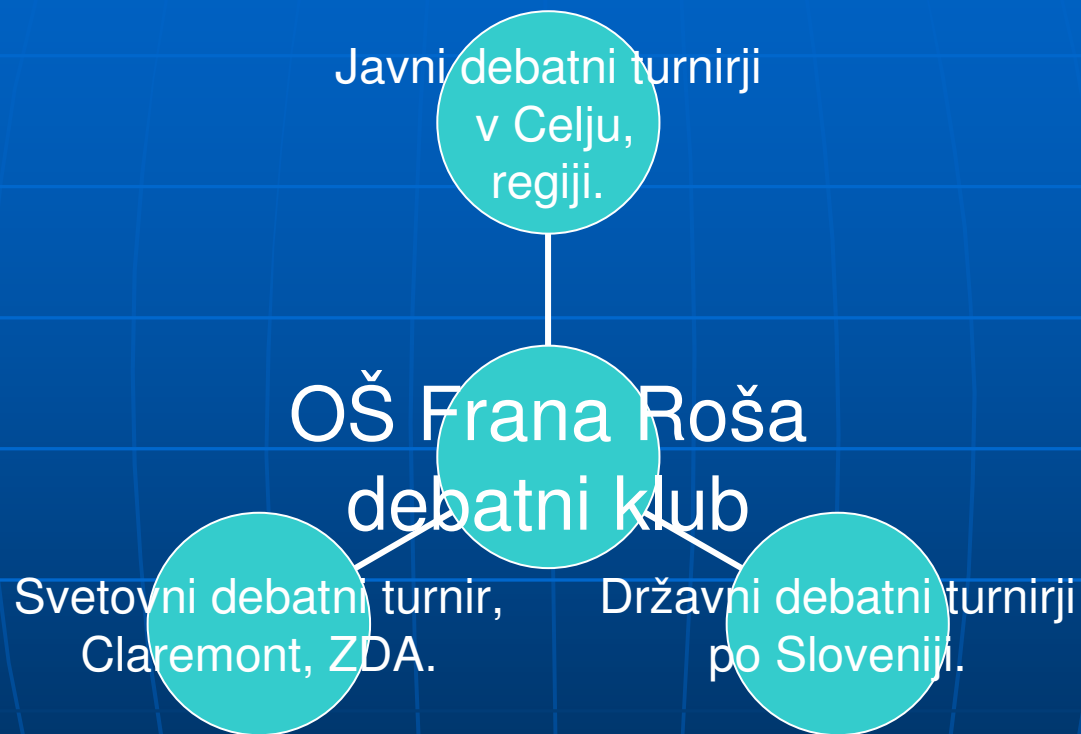 Javni debatni turnirji
v Celju,
regiji.
OŠ Frana Roša
debatni klub
Svetovni debatni turnir,
Claremont, ZDA.
Državni debatni turnirji
po Sloveniji.